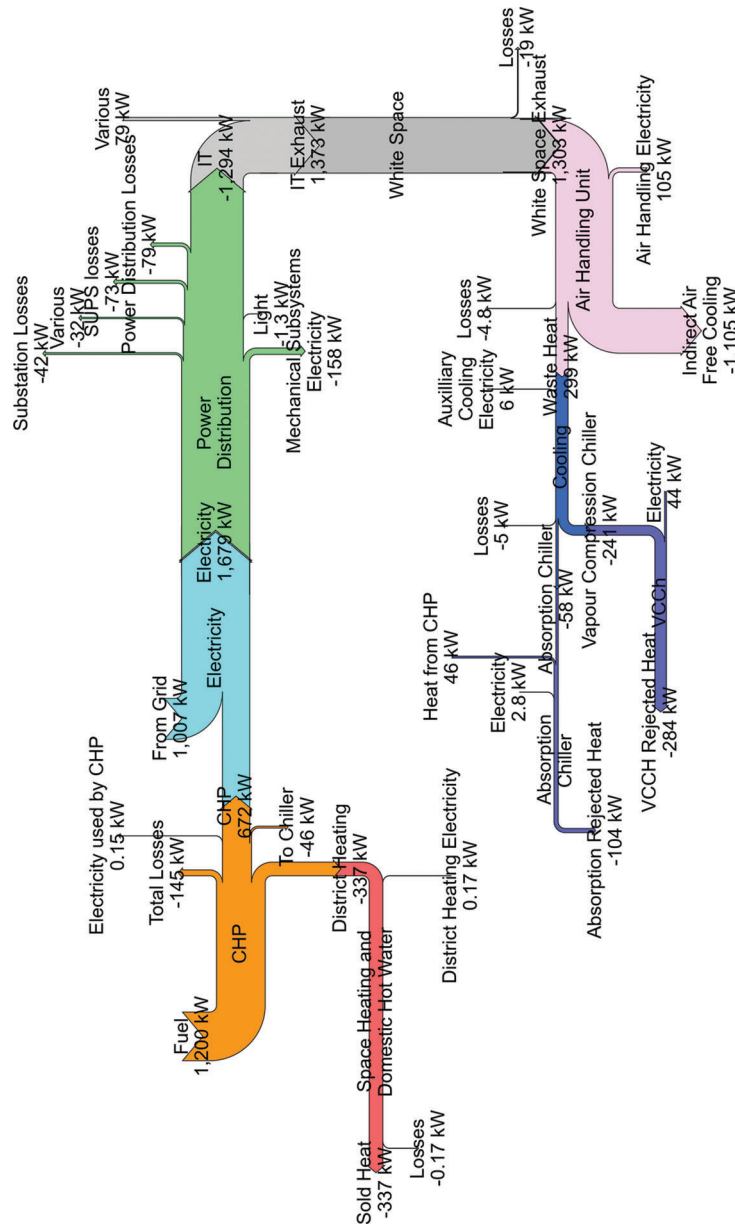 Fuel
1,200 kW
CHP
Total Losses
-145 kW
Electricity used by CHP
0.15 kW
CHP
672 kW
To Chiller
-46 kW
District Heating
-337 kW
Space Heating and
Domestic Hot Water
District Heating Electricity
0.17 kW
Sold Heat
-337 kW
Losses
-0.17 kW
From Grid
1,007 kW
Electricity
Electricity
1,679 kW
Power
Distribution
Substation Losses
-42 kW
Various
-32 kW
SUPS losses
-73 kW
Power Distribution Losses
-79 kW
Light
-1.3 kW
Mechanical Subsystems
Electricity
-158 kW
Various
79 kW
IT
-1,294 kW
IT Exhaust
1,373 kW
White Space
Losses
-19 kW
White Space Exhaust
1,303 kW
Air Handling Unit
Air Handling Electricity
105 kW
Indirect Air
Free Cooling
-1,105 kW
Losses
-4.8 kW
Waste Heat
299 kW
Auxilliary
Cooling
Electricity
6 kW
Cooling
Losses
-5 kW
Absorption Chiller
-58 kW
Vapour Compression Chiller
-241 kW
Electricity
44 kW
VCCh
VCCH Rejected Heat
-284 kW
Heat from CHP
46 kW
Electricity
2.8 kW
Absorption
Chiller
Absorption Rejected Heat
-104 kW